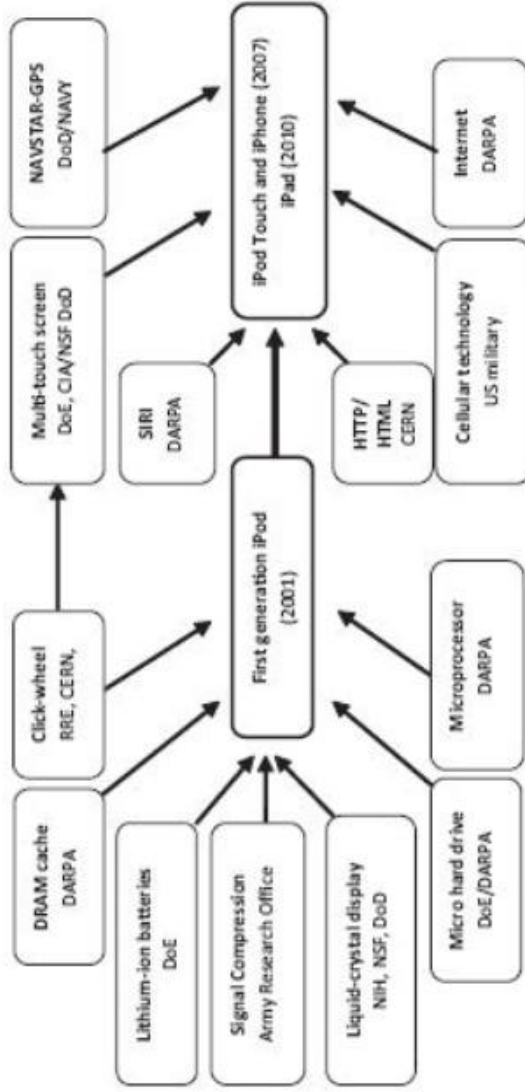 DRAM cache
DARPA
Click-wheel
RRE, CERN,
Multi-touch screen
DoE, CIA/NSF DoD
NAVSTAR-GPS
DoD/NAVY
Lithium-ion batteries
DoE
SIRI
DARPA
Signal Compression
Army Research Office
First generation iPod
(2001)
iPod Touch and iPhone (2007)
iPad (2010)
Liquid-crystal display
NIH, NSF, DoD
HTTP/
HTML
CERN
Micro hard drive
DoE/DARPA
Microprocessor
DARPA
Cellular technology
US military
Internet
DARPA